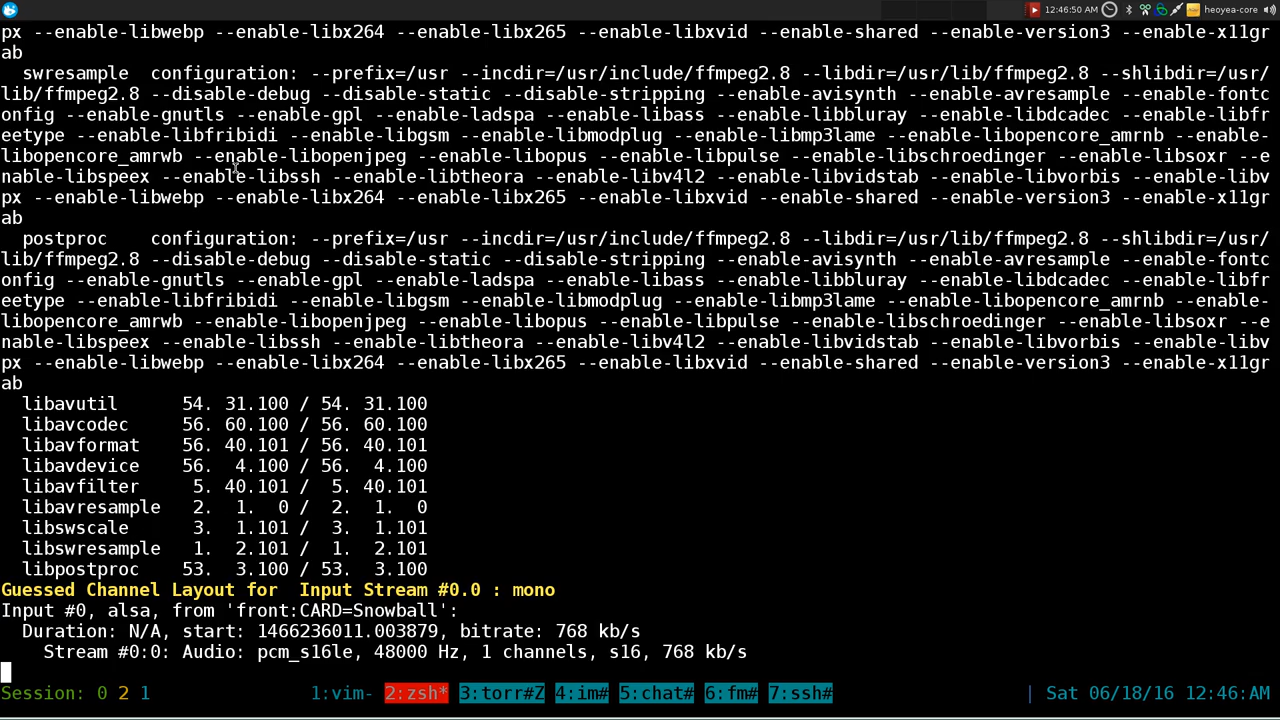 12:46:50 AM heoyea-core
px --enable-libwebp --enable-libx264 --enable-libx265 --enable-libxvid --enable-shared --enable-version3 --enable-x11gr
ab
swresample configuration: --prefix=/usr --incdir=/usr/include/ffmpeg2.8 --libdir=/usr/lib/ffmpeg2.8 --shlibdir=/usr/
lib/ffmpeg2.8 --disable-debug --disable-static --disable-stripping --enable-avisynth --enable-avresample --enable-fontc
onfig --enable-gnutls --enable-gpl --enable-ladspa --enable-libass --enable-libbluray --enable-libdcadec --enable-libfr
eetype --enable-libfribidi --enable-libgsm --enable-libmodplug --enable-libmp3lame --enable-libopencore_amrnb --enable-
libopencore_amrwb --enable-libopenjpeg --enable-libopus --enable-libpulse --enable-libschroedinger --enable-libsoxr --e
nable-libspeex --enable-libssh --enable-libtheora --enable-libv4l2 --enable-libvidstab --enable-libvorbis --enable-libv
px --enable-libwebp --enable-libx264 --enable-libx265 --enable-libxvid --enable-shared --enable-version3 --enable-x11gr
ab
postproc configuration: --prefix=/usr --incdir=/usr/include/ffmpeg2.8 --libdir=/usr/lib/ffmpeg2.8 --shlibdir=/usr/
lib/ffmpeg2.8 --disable-debug --disable-static --disable-stripping --enable-avisynth --enable-avresample --enable-fontc
onfig --enable-gnutls --enable-gpl --enable-ladspa --enable-libass --enable-libbluray --enable-libdcadec --enable-libfr
eetype --enable-libfribidi --enable-libgsm --enable-libmodplug --enable-libmp3lame --enable-libopencore_amrnb --enable-
libopencore_amrwb --enable-libopenjpeg --enable-libopus --enable-libpulse --enable-libschroedinger --enable-libsoxr --e
nable-libspeex --enable-libssh --enable-libtheora --enable-libv4l2 --enable-libvidstab --enable-libvorbis --enable-libv
px --enable-libwebp --enable-libx264 --enable-libx265 --enable-libxvid --enable-shared --enable-version3 --enable-x11gr
ab
libavutil 54. 31.100 / 54. 31.100
libavcodec 56. 60.100 / 56. 60.100
libavformat 56. 40.101 / 56. 40.101
libavdevice 56. 4.100 / 56. 4.100
libavfilter 5. 40.101 / 5. 40.101
libavresample 2. 1. 0 / 2. 1. 0
libswscale 3. 1.101 / 3. 1.101
libswresample 1. 2.101 / 1. 2.101
libpostproc 53. 3.100 / 53. 3.100
Guessed Channel Layout for Input Stream #0.0 : mono
Input #0, alsa, from 'front:CARD=Snowball':
Duration: N/A, start: 1466236011.003879, bitrate: 768 kb/s
Stream #0:0: Audio: pcm_s16le, 48000 Hz, 1 channels, s16, 768 kb/s
Session: 0 2 1 1:vim- 2:zsh* 3:torr#Z 4:im# 5:chat# 6:fm# 7:ssh# | Sat 06/18/16 12:46:AM